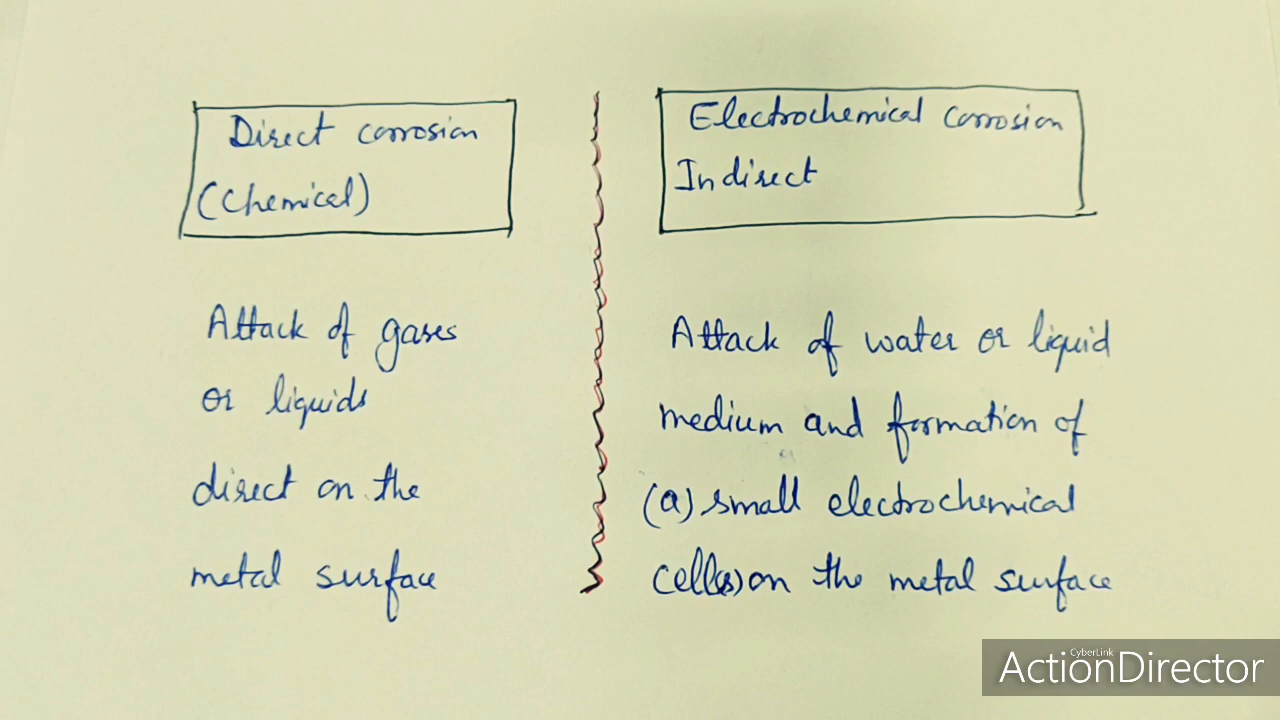 Direct corrosion
(Chemical)
Attack of gases
or liquids
direct on the
metal surface
Electrochemical corrosion
Indirect
Attack of water or liquid
medium and formation of
(a) small electrochemical
cell(s) on the metal surface
CyberLink
ActionDirector